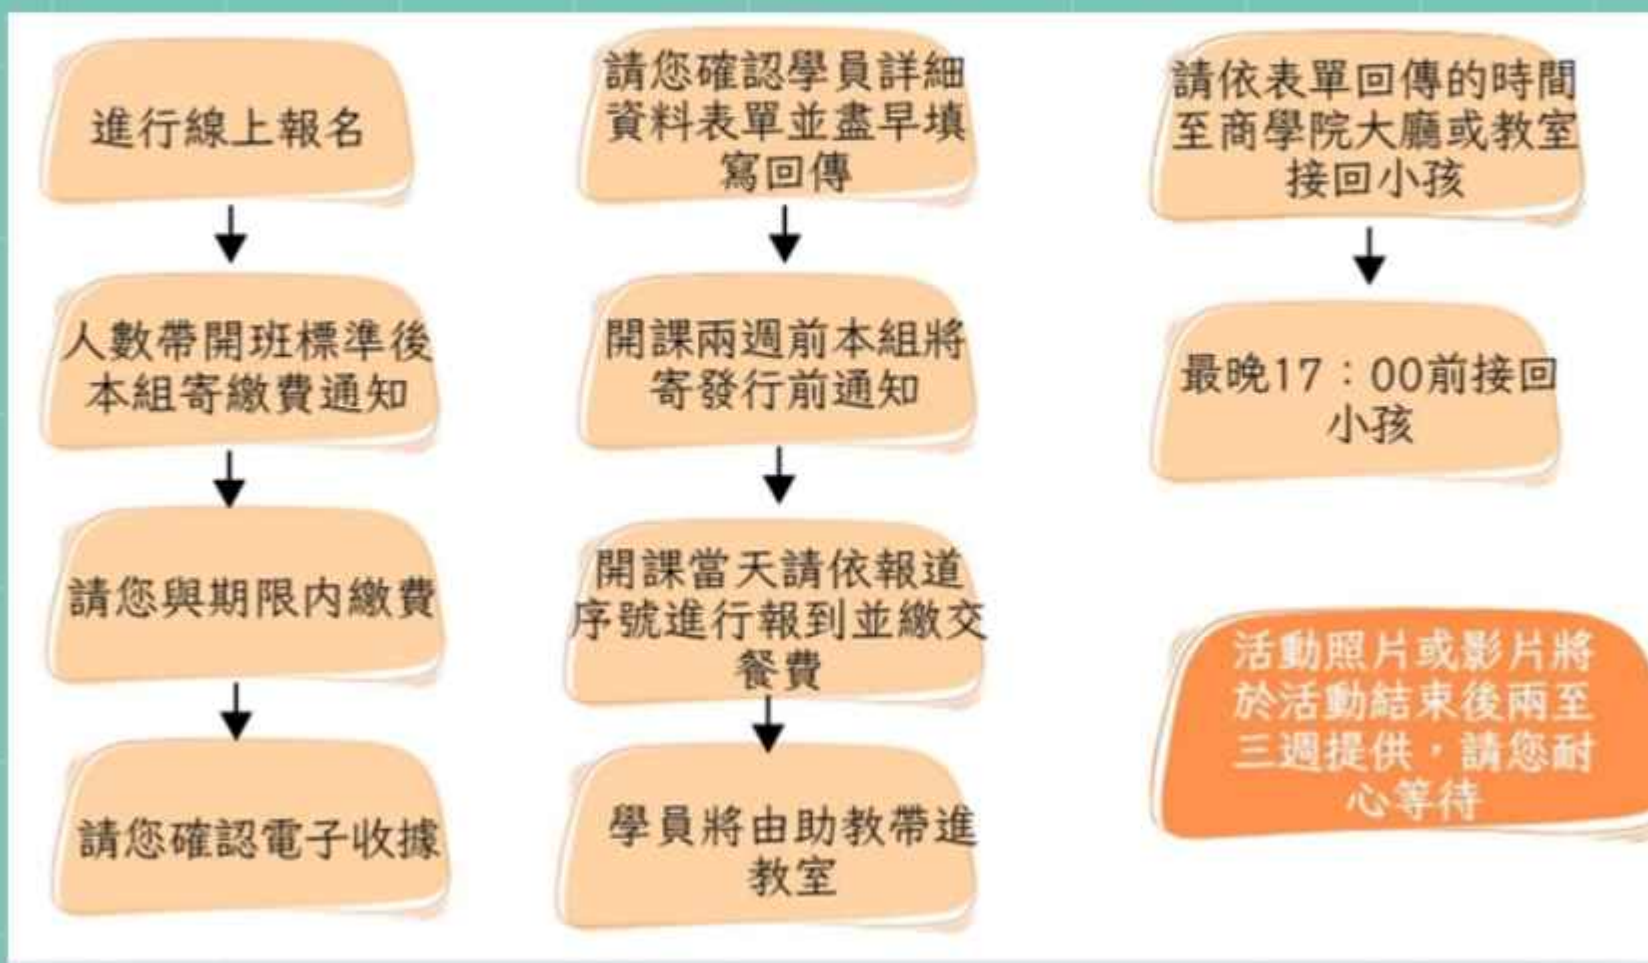 進行線上報名
人數帶開班標準後
本組寄繳費通知
請您與期限內繳費
請您確認電子收據
請您確認學員詳細
資料表單並盡早填
寫回傳
開課兩週前本組將
寄發行前通知
開課當天請依報道
序號進行報到並繳交
餐費
學員將由助教帶進
教室
請依表單回傳的時間
至商學院大廳或教室
接回小孩
最晚17：00前接回
小孩
活動照片或影片將
於活動結束後兩至
三週提供，請您耐
心等待